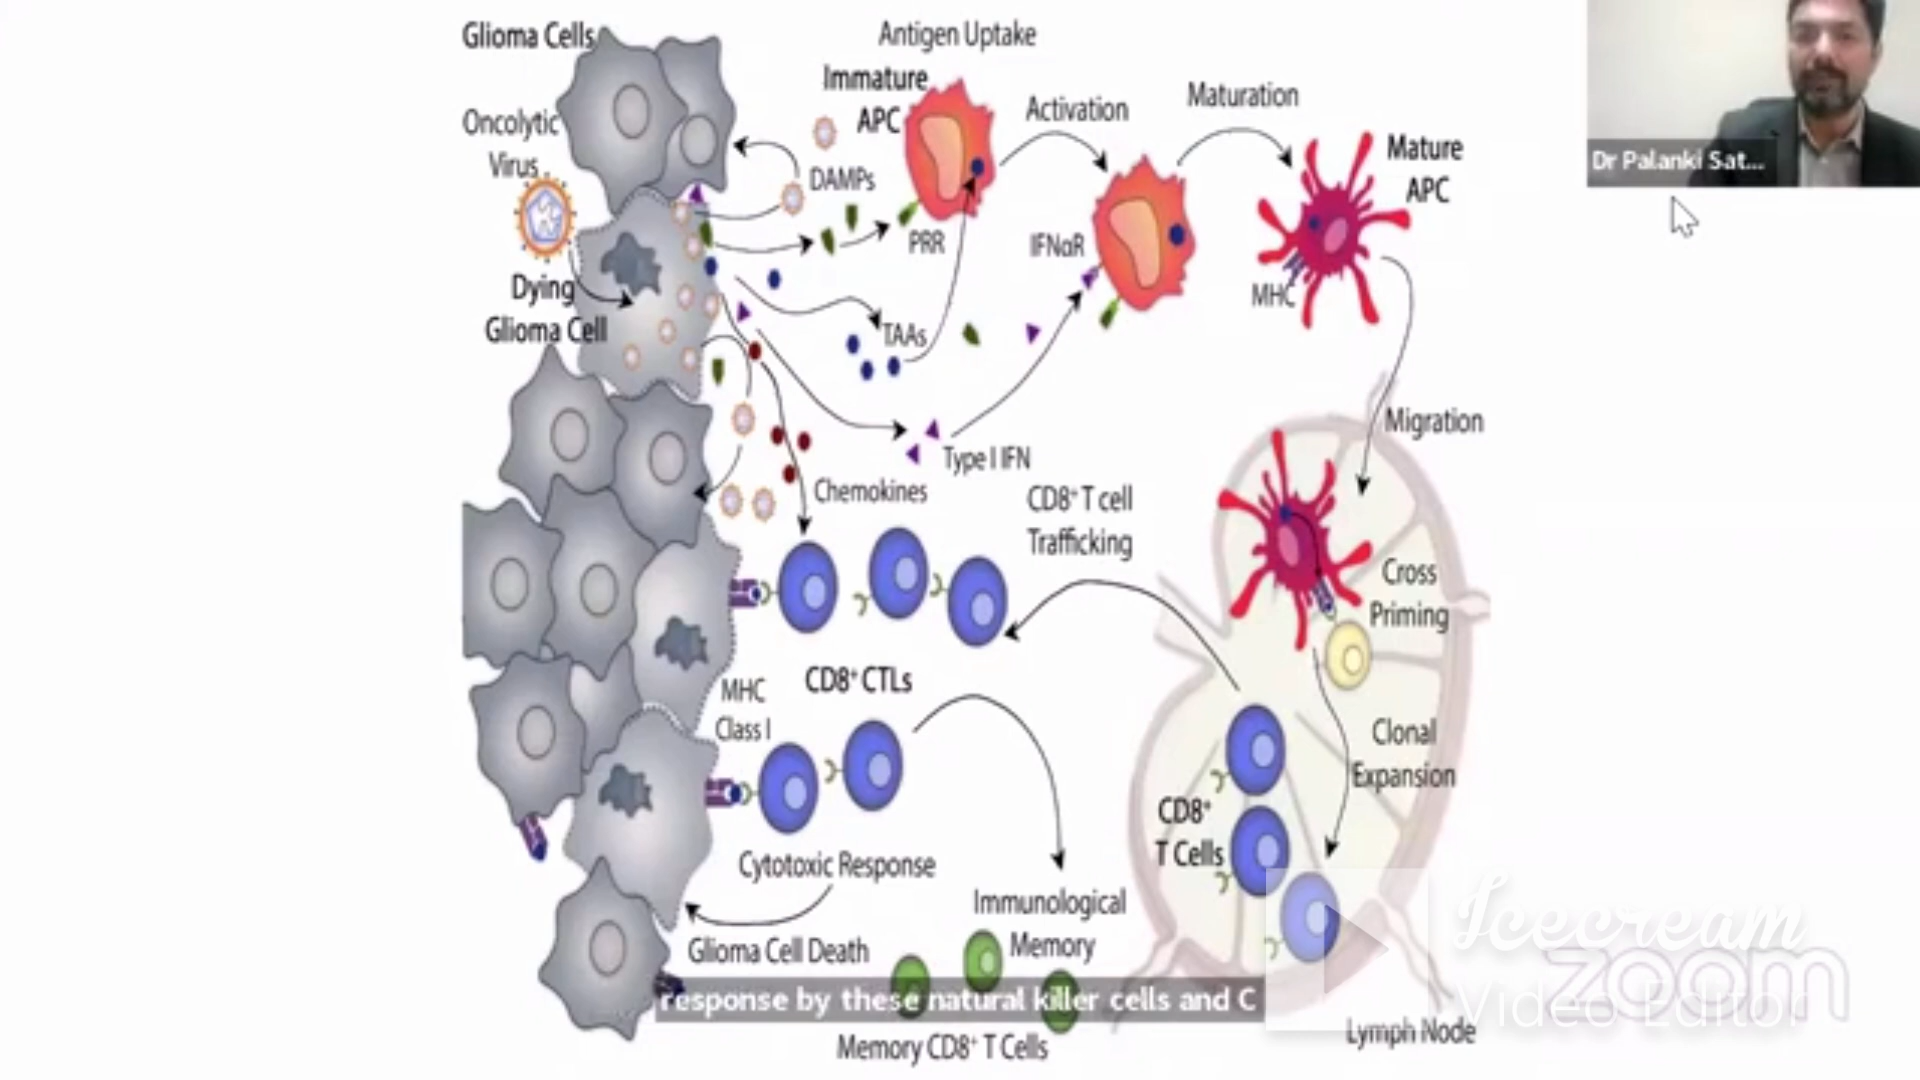 Glioma Cells
Antigen Uptake
Immature
APC
Activation
Maturation
Mature
APC
Dr Palanki Sat...
Oncolytic
Virus
DAMPs
PRR
IFNαR
MHC
Dying
Glioma Cell
TAAs
Migration
Type I IFN
Chemokines
CD8+ T cell
Trafficking
Cross
Priming
MHC
Class I
CD8+ CTLs
Clonal
Expansion
CD8+
T Cells
Cytotoxic Response
Immunological
Memory
Glioma Cell Death
response by these natural killer cells and C
Memory CD8+ T Cells
Lymph Node
Icecream
Video Editor
zoom